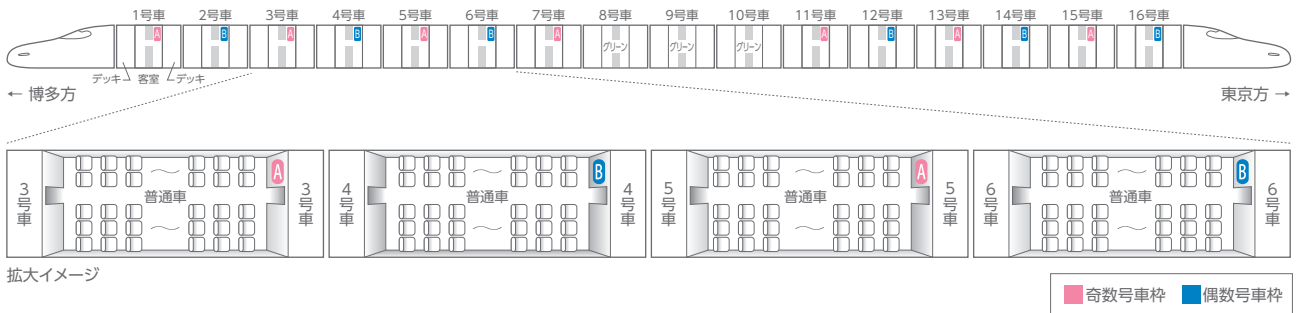 1号車 2号車 3号車 4号車 5号車 6号車 7号車 8号車 9号車 10号車 11号車 12号車 13号車 14号車 15号車 16号車
A B A B A B A グリーン グリーン グリーン A B A B A B
デッキ 客室 デッキ
← 博多方 東京方 →
3号車 普通車 A 3号車 4号車 普通車 B 4号車 5号車 普通車 A 5号車 6号車 普通車 B 6号車
拡大イメージ
奇数号車枠 偶数号車枠